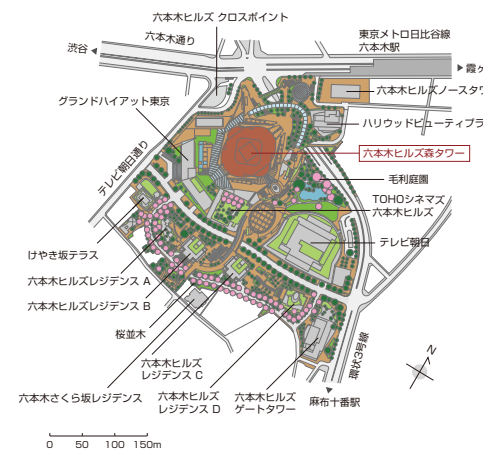 六本木ヒルズ クロスポイント
六本木通り
渋谷
東京メトロ日比谷線
六本木駅
霞ヶ
グランドハイアット東京
六本木ヒルズノースタワ
ハリウッドビューティプラ
六本木ヒルズ森タワー
テレビ朝日通り
毛利庭園
TOHOシネマズ
六本木ヒルズ
テレビ朝日
けやき坂テラス
六本木ヒルズレジデンス A
六本木ヒルズレジデンス B
桜並木
六本木ヒルズ
レジデンス C
六本木さくら坂レジデンス
六本木ヒルズ
レジデンス D
六本木ヒルズ
ゲートタワー
環状3号線
麻布十番駅
N
0 50 100 150m